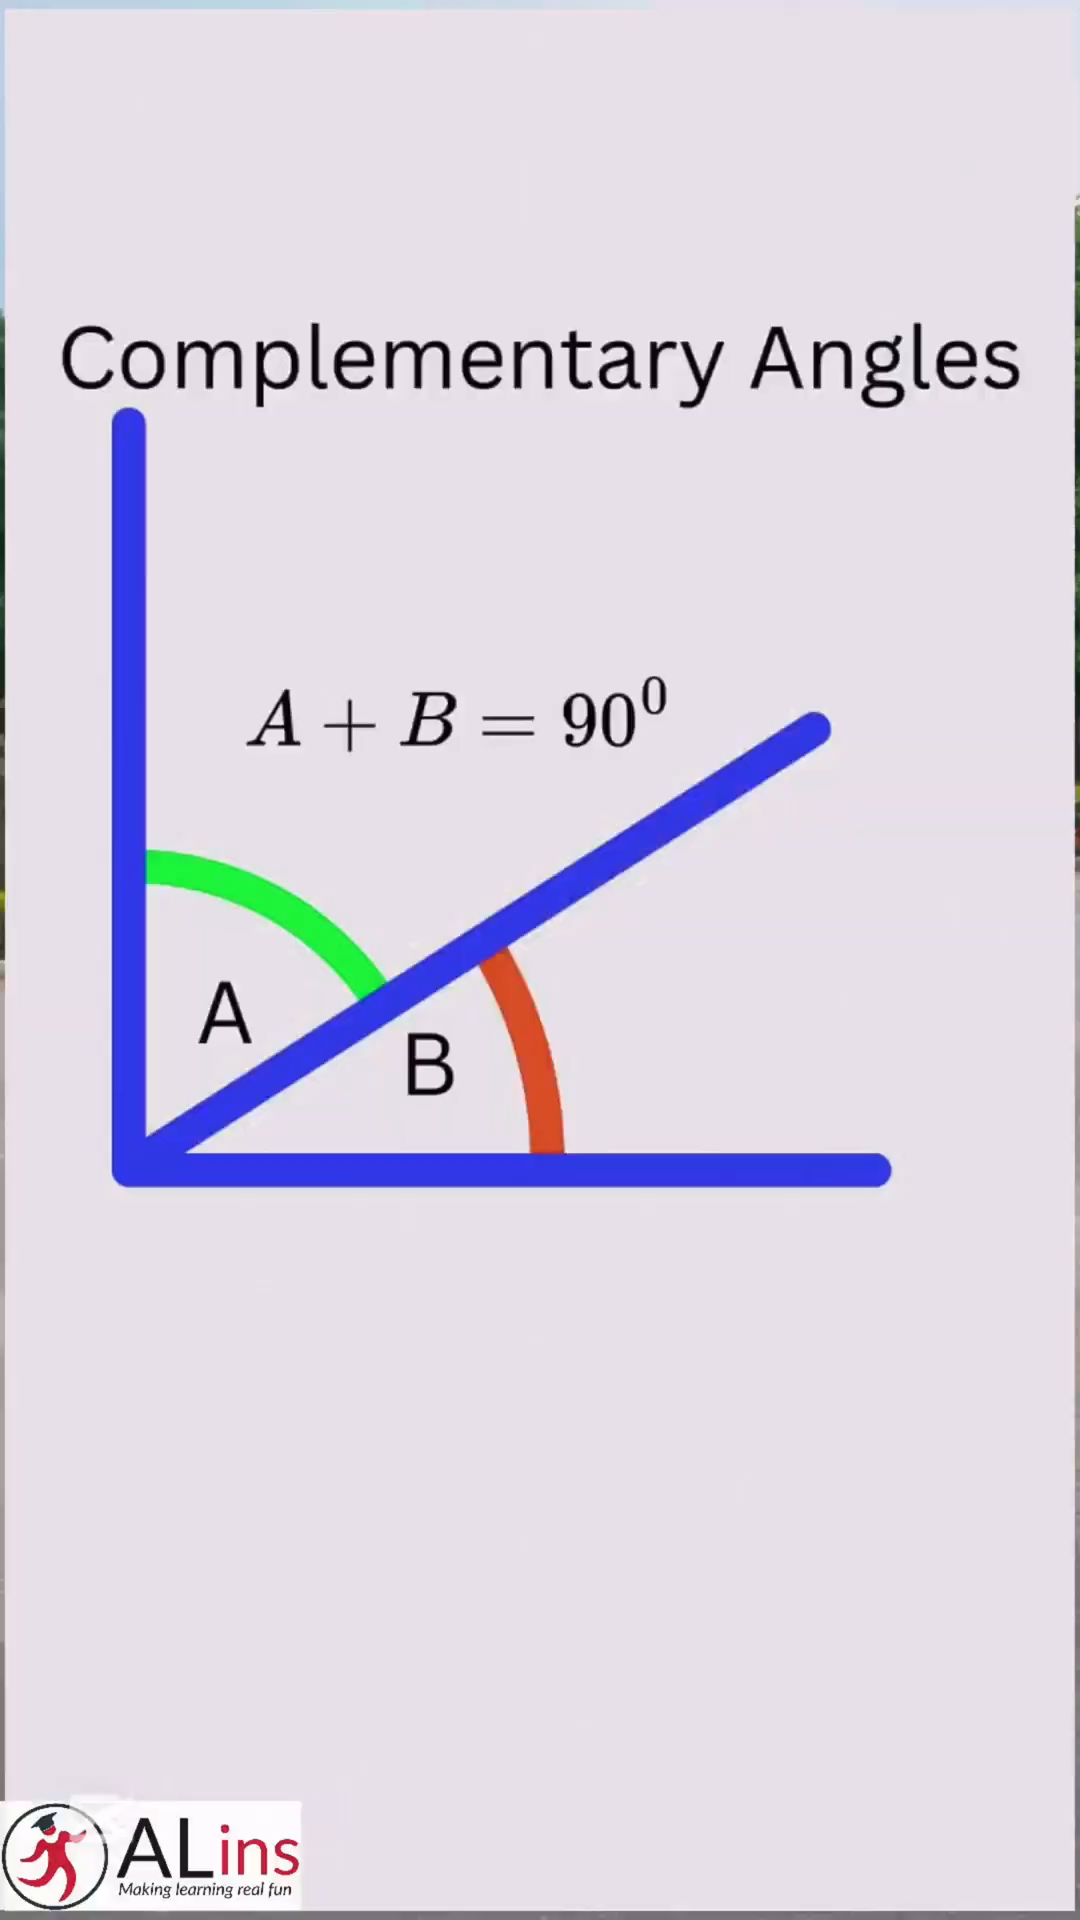 Complementary Angles
A + B = 90⁰
A
B
ALins
Making learning real fun